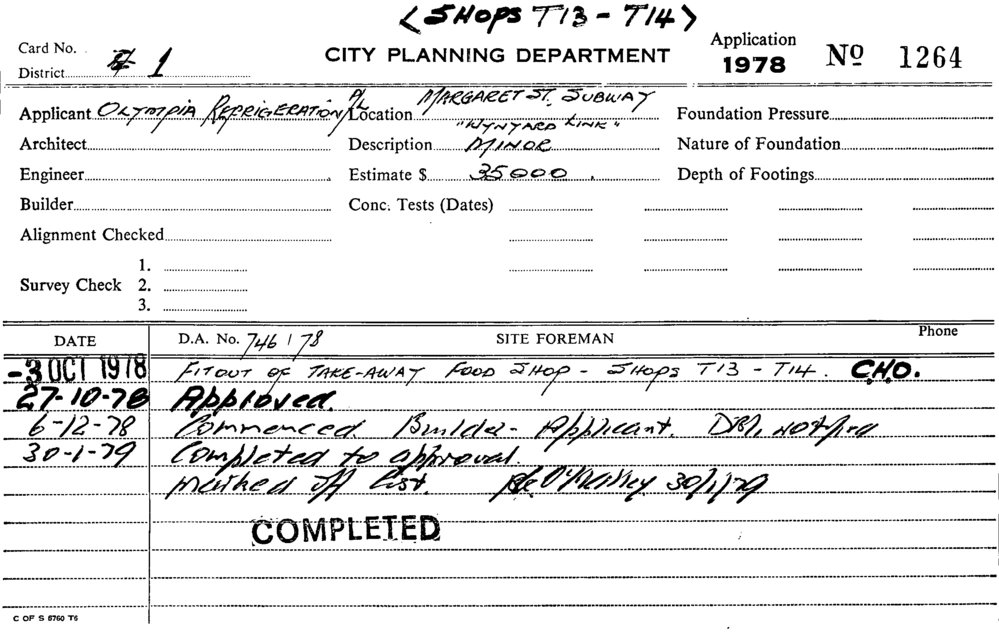 (SHOPS T13 - T14)
Card No.
District 1
CITY PLANNING DEPARTMENT
Application
1978
Nº 1264
Applicant OLYMPIA REFRIGERATION P/L
Location MARGARET ST. SUBWAY
"WYNYARD LINK"
Foundation Pressure
Architect
Description MINOR
Nature of Foundation
Engineer
Estimate $ 35000.
Depth of Footings
Builder
Conc. Tests (Dates)
Alignment Checked
1.
Survey Check 2.
3.
DATE
D.A. No. 746/78
SITE FOREMAN
Phone
-3 OCT 1978 FITOUT OF TAKE-AWAY FOOD SHOP - SHOPS T13 - T14. C.H.O.
27-10-78 Approved.
6-12-78 Commenced. Builder - Applicant. notified
30-1-79 Completed to approval.
Marked off list. 30/1/79
COMPLETED
C OF S 6760 T6